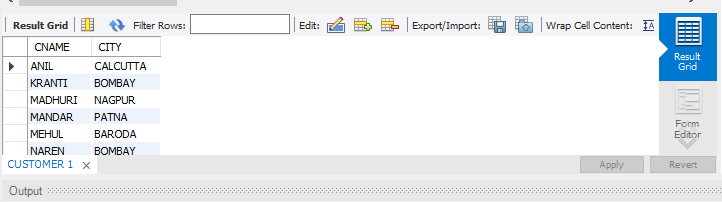 Result Grid Filter Rows: Edit: Export/Import: Wrap Cell Content:
CNAME CITY
ANIL CALCUTTA
KRANTI BOMBAY
MADHURI NAGPUR
MANDAR PATNA
MEHUL BARODA
NAREN BOMBAY
Result
Grid
Form
Editor
CUSTOMER 1
Apply Revert
Output